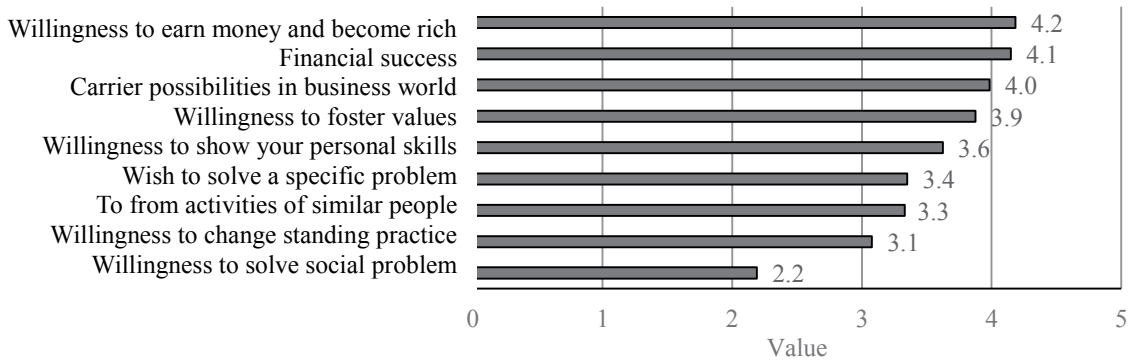 Willingness to earn money and become rich 4.2
Financial success 4.1
Carrier possibilities in business world 4.0
Willingness to foster values 3.9
Willingness to show your personal skills 3.6
Wish to solve a specific problem 3.4
To from activities of similar people 3.3
Willingness to change standing practice 3.1
Willingness to solve social problem 2.2
0 1 2 3 4 5
Value